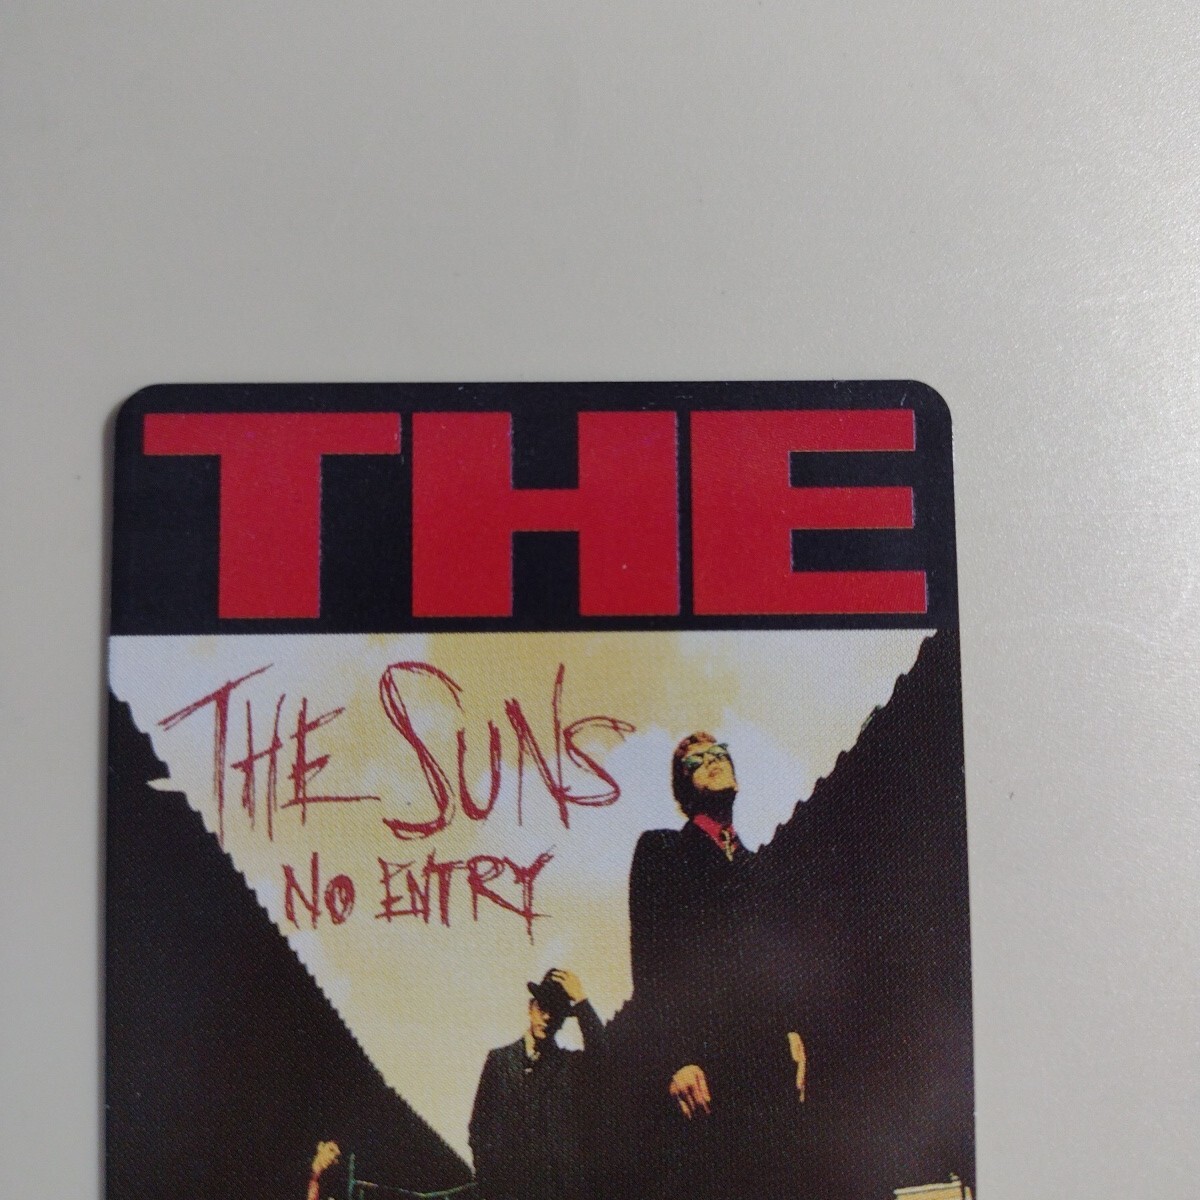 THE
THE SUNS
NO ENTRY